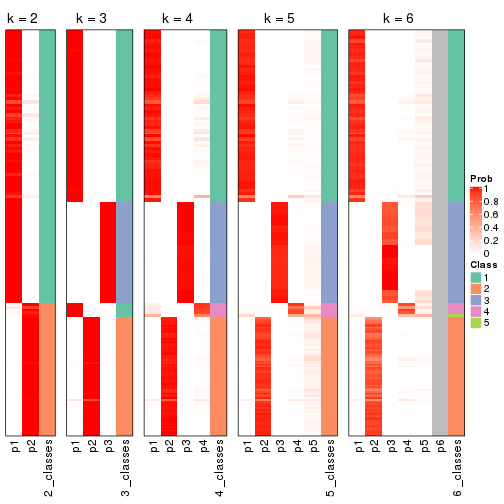 k = 2
k = 3
k = 4
k = 5
k = 6
Prob
1
0.8
0.6
0.4
0.2
0
Class
1
2
3
4
5
p1
p2
2_classes
p1
p2
p3
3_classes
p1
p2
p3
p4
4_classes
p1
p2
p3
p4
p5
5_classes
p1
p2
p3
p4
p5
p6
6_classes